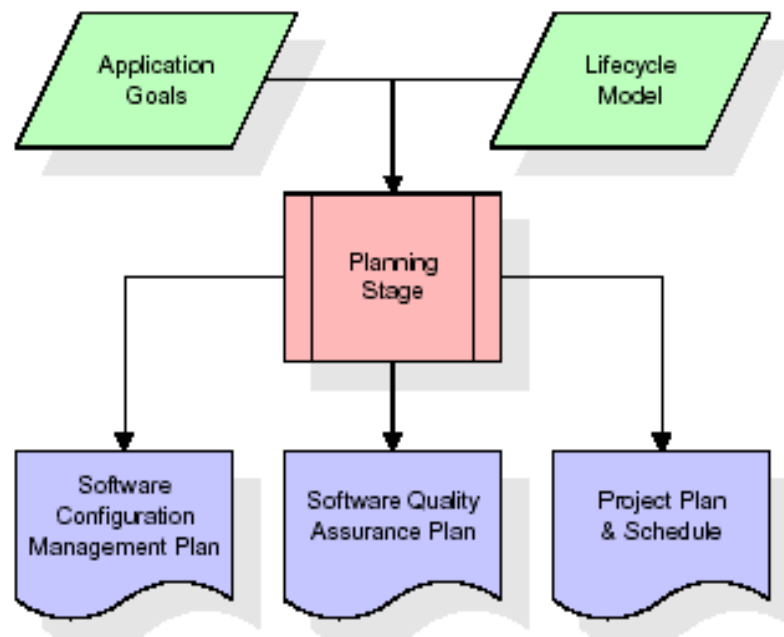 Application
Goals
Lifecycle
Model
Planning
Stage
Software
Configuration
Management Plan
Software Quality
Assurance Plan
Project Plan
& Schedule